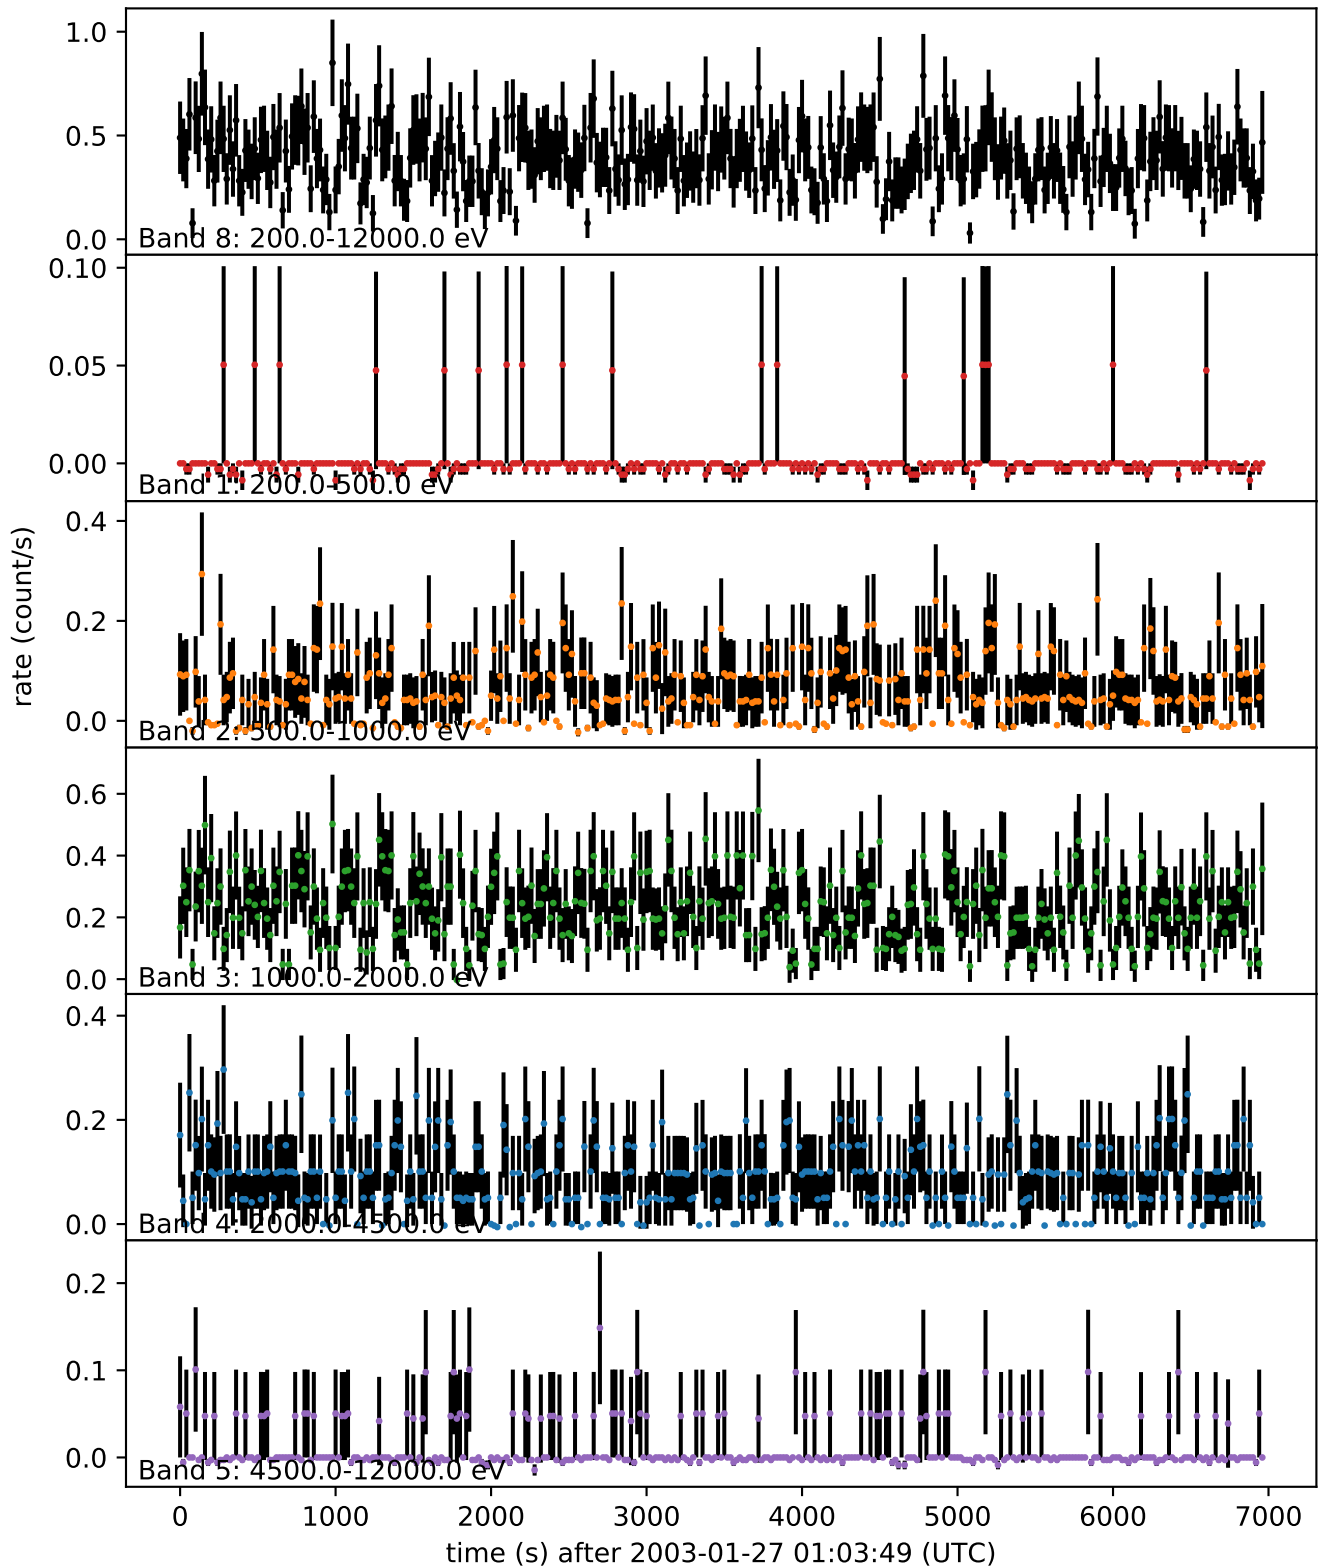 1.0
0.5
0.0
Band 8: 200.0-12000.0 eV
0.10
0.05
0.00
Band 1: 200.0-500.0 eV
rate (count/s)
0.4
0.2
0.0
Band 2: 500.0-1000.0 eV
0.6
0.4
0.2
0.0
Band 3: 1000.0-2000.0 eV
0.4
0.2
0.0
Band 4: 2000.0-4500.0 eV
0.2
0.1
0.0
Band 5: 4500.0-12000.0 eV
0 1000 2000 3000 4000 5000 6000 7000
time (s) after 2003-01-27 01:03:49 (UTC)